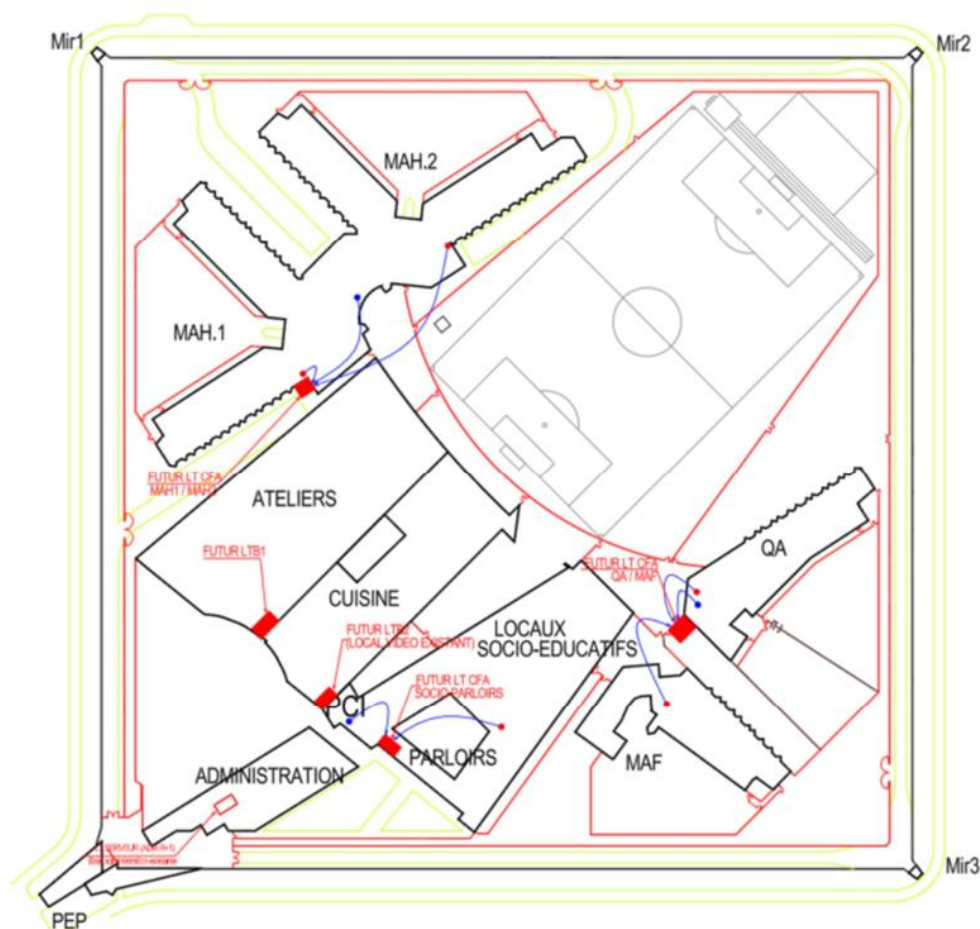 Mir1
Mir2
MAH.2
MAH.1
FUTUR LT CFA
MAH1 / MAH2
ATELIERS
FUTUR LTB1
QA
FUTUR LT CFA
QA / MAF
CUISINE
FUTUR LTB2
(LOCAL VIDEO EXISTANT)
LOCAUX
SOCIO-EDUCATIFS
FUTUR LT CFA
SOCIO PARLOIRS
PCI
PARLOIRS
MAF
ADMINISTRATION
SERVEUR
Mir3
PEP